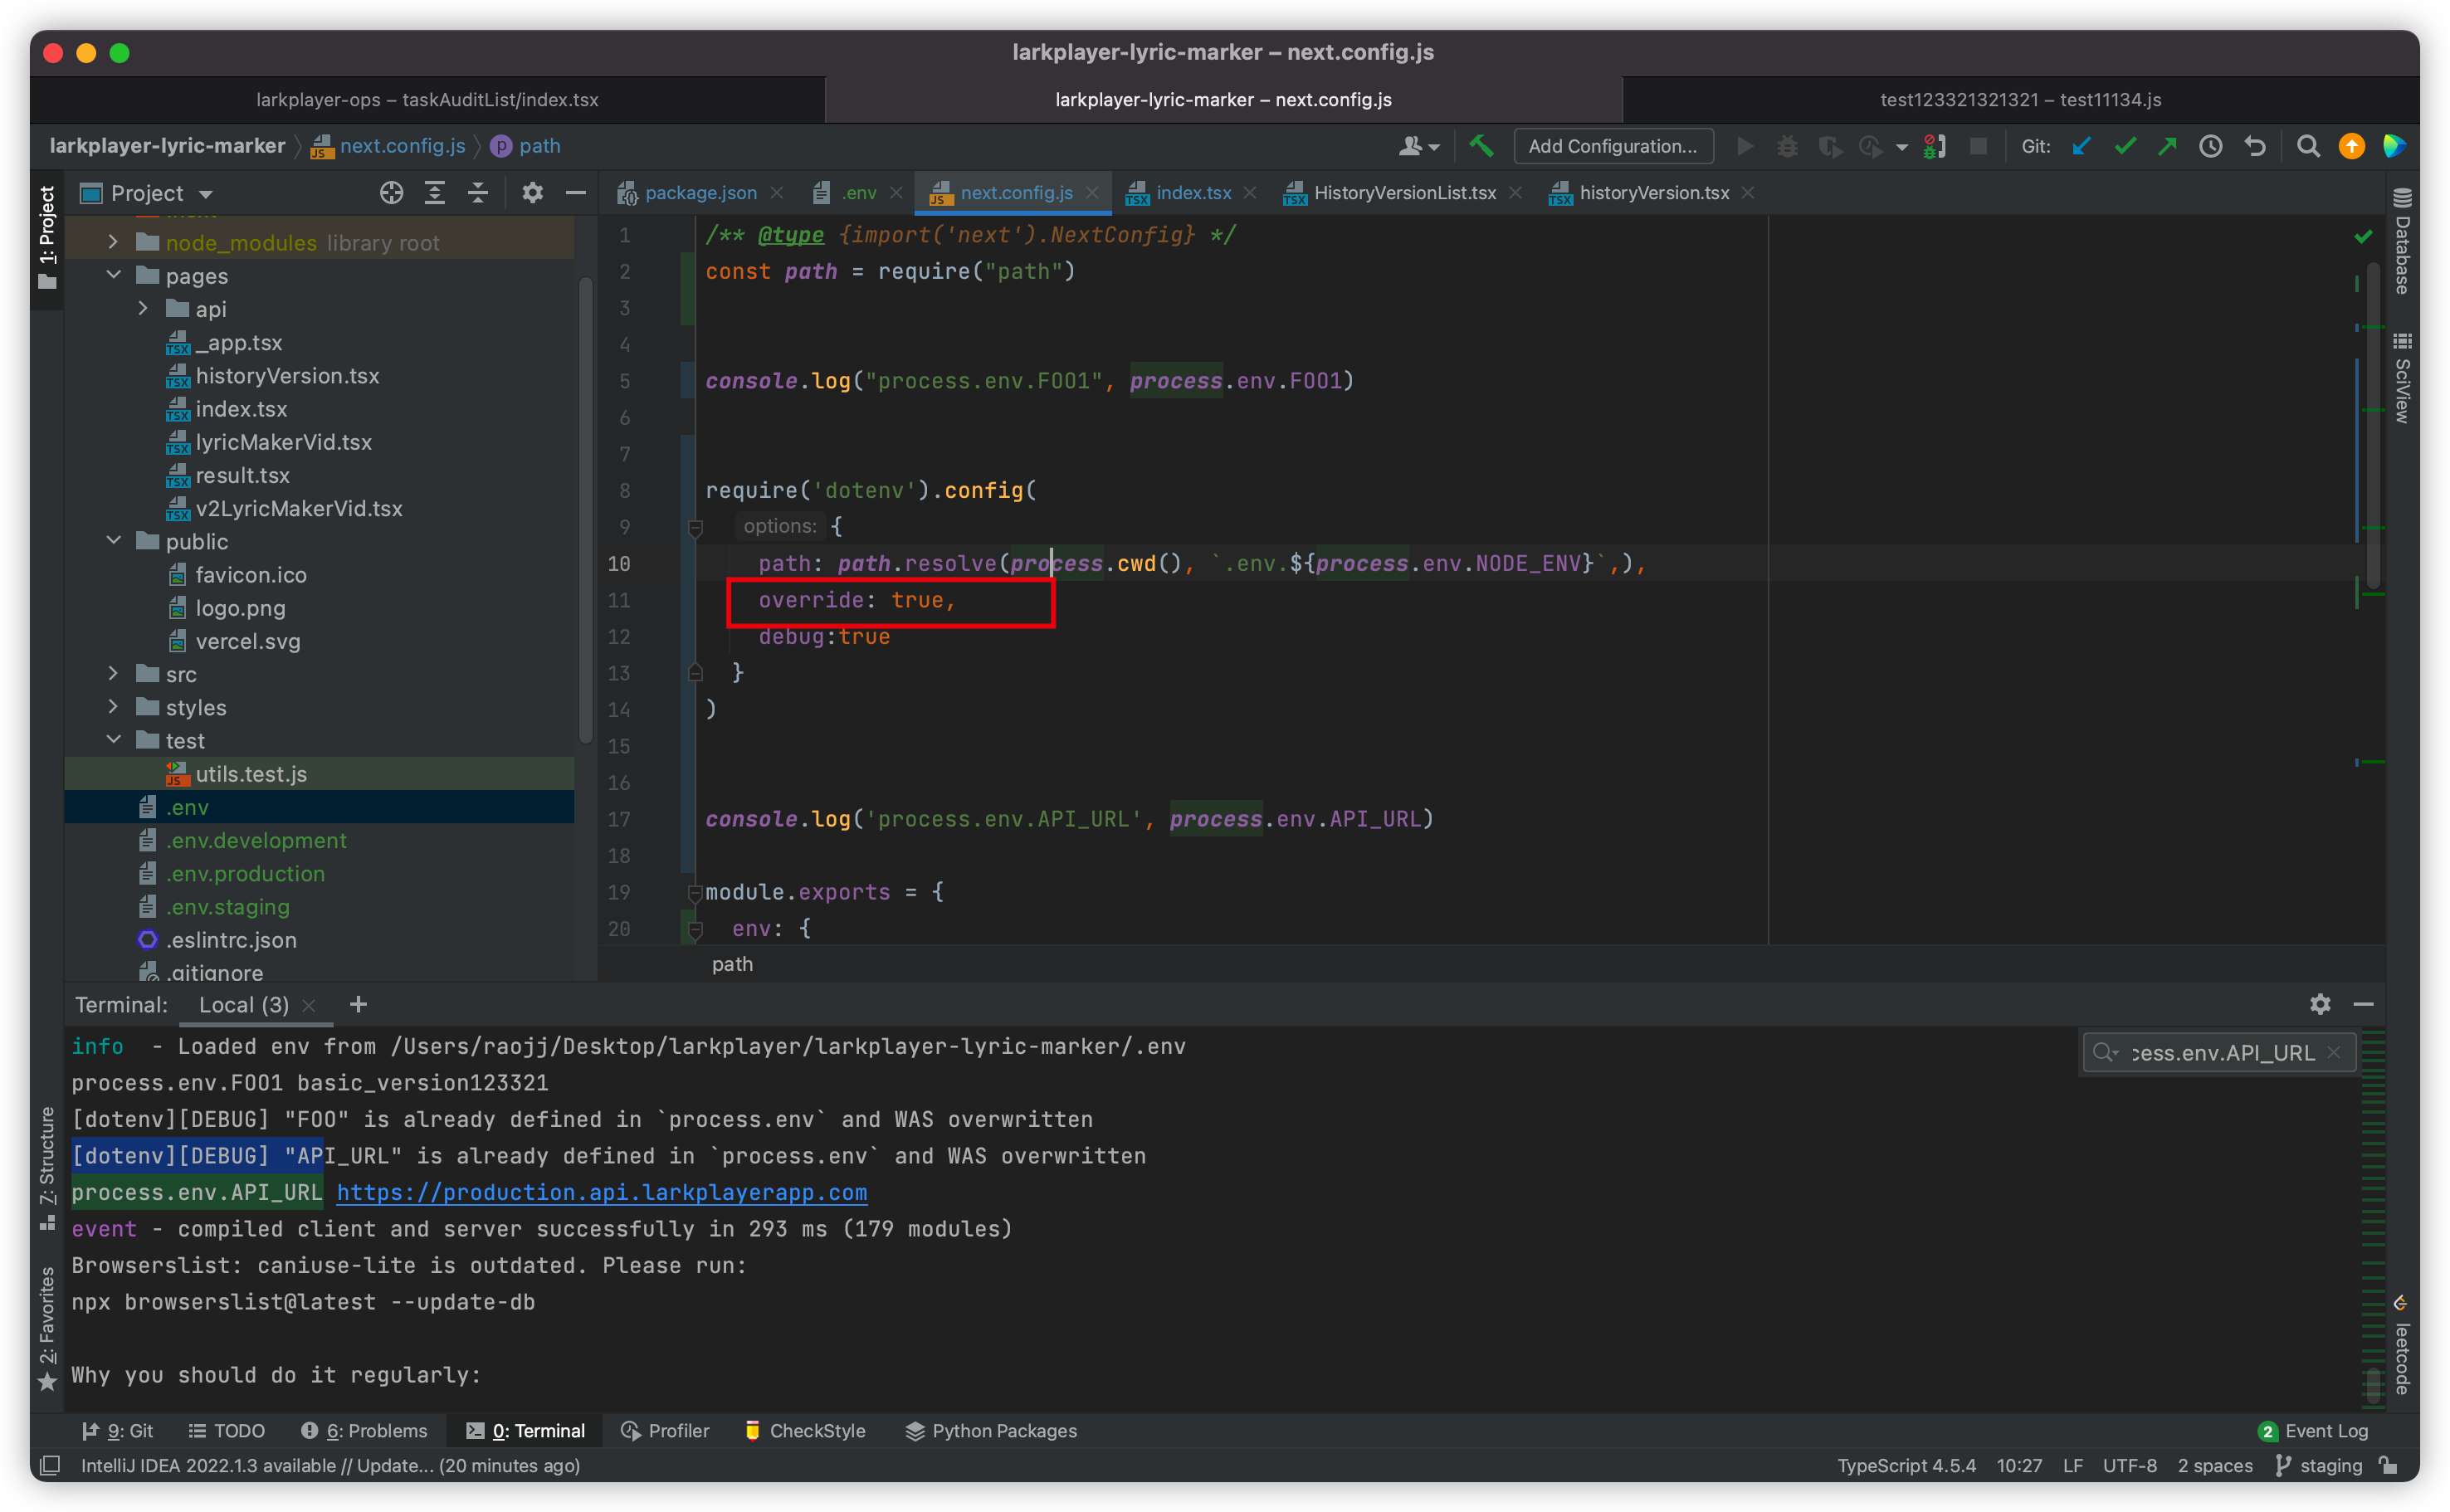 larkplayer-lyric-marker – next.config.js
larkplayer-ops – taskAuditList/index.tsx
larkplayer-lyric-marker – next.config.js
test123321321321 – test11134.js
larkplayer-lyric-marker
next.config.js
p path
Add Configuration...
Git:
1: Project
Project
package.json
.env
next.config.js
index.tsx
HistoryVersionList.tsx
historyVersion.tsx
node_modules library root
pages
api
_app.tsx
historyVersion.tsx
index.tsx
lyricMakerVid.tsx
result.tsx
v2LyricMakerVid.tsx
public
favicon.ico
logo.png
vercel.svg
src
styles
test
utils.test.js
.env
.env.development
.env.production
.env.staging
.eslintrc.json
.gitignore
1 /** @type {import('next').NextConfig} */
2 const path = require("path")
3
4
5 console.log("process.env.FOO1", process.env.FOO1)
6
7
8 require('dotenv').config(
9 options: {
10 path: path.resolve(process.cwd(), `.env.${process.env.NODE_ENV}`,),
11 override: true,
12 debug:true
13 }
14 )
15
16
17 console.log('process.env.API_URL', process.env.API_URL)
18
19 module.exports = {
20 env: {
path
Database
SciView
Terminal:
Local (3)
info - Loaded env from /Users/raojj/Desktop/larkplayer/larkplayer-lyric-marker/.env
process.env.FOO1 basic_version123321
[dotenv][DEBUG] "FOO" is already defined in `process.env` and WAS overwritten
[dotenv][DEBUG] "API_URL" is already defined in `process.env` and WAS overwritten
process.env.API_URL https://production.api.larkplayerapp.com
event - compiled client and server successfully in 293 ms (179 modules)
Browserslist: caniuse-lite is outdated. Please run:
npx browserslist@latest --update-db
Why you should do it regularly:
cess.env.API_URL
7: Structure
2: Favorites
leetcode
9: Git
TODO
6: Problems
0: Terminal
Profiler
CheckStyle
Python Packages
2 Event Log
IntelliJ IDEA 2022.1.3 available // Update... (20 minutes ago)
TypeScript 4.5.4
10:27
LF
UTF-8
2 spaces
staging